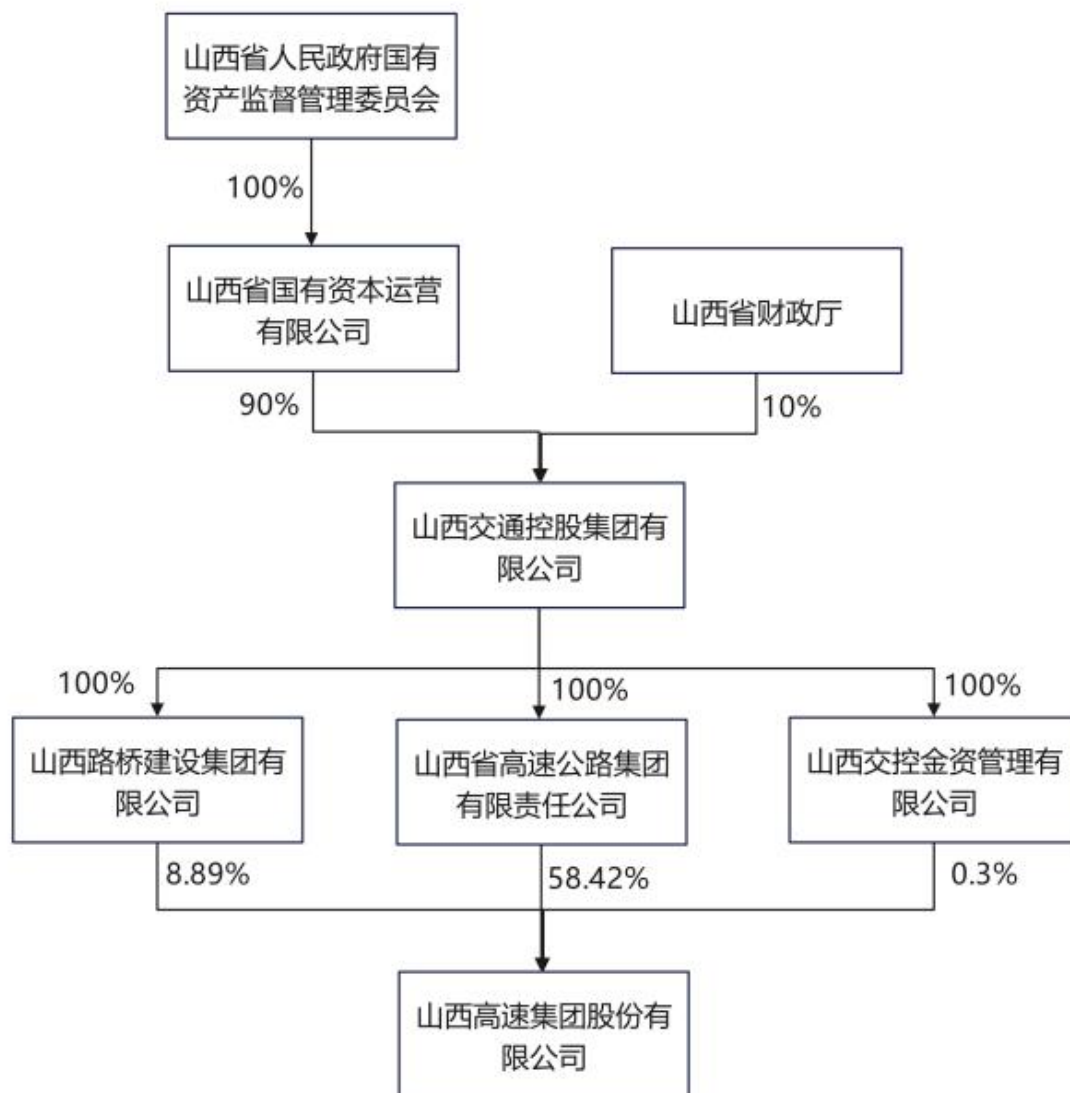 山西省人民政府国有
资产监督管理委员会
100%
山西省国有资本运营
有限公司
山西省财政厅
90%
10%
山西交通控股集团有
限公司
100%
100%
100%
山西路桥建设集团有
限公司
山西省高速公路集团
有限责任公司
山西交控金资管理有
限公司
8.89%
58.42%
0.3%
山西高速集团股份有
限公司